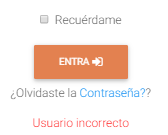 Recuérdame
ENTRA
¿Olvidaste la Contraseña??
Usuario incorrecto